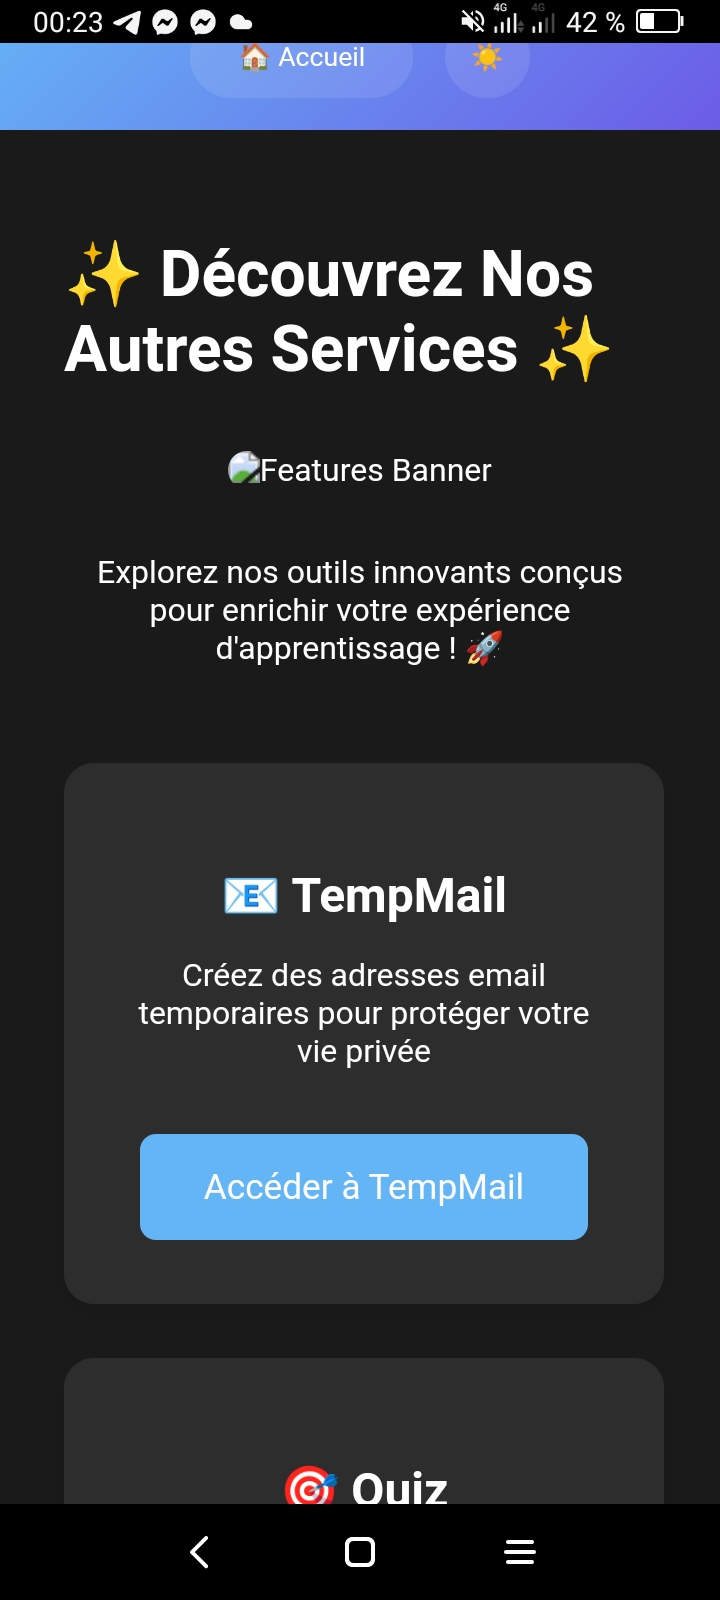 00:23 4G 4G 42 %
🏠 Accueil ☀️
✨ Découvrez Nos
Autres Services ✨
Features Banner
Explorez nos outils innovants conçus
pour enrichir votre expérience
d'apprentissage ! 🚀
📧 TempMail
Créez des adresses email
temporaires pour protéger votre
vie privée
Accéder à TempMail
🎯 Quiz